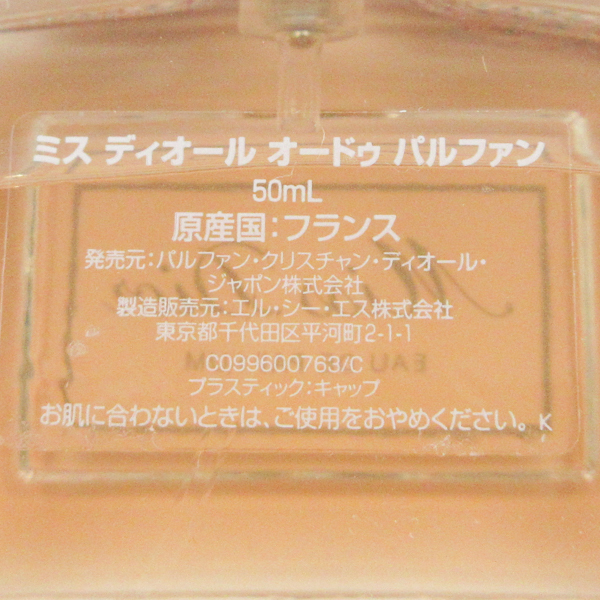 ミス ディオール オードゥ パルファン
50mL
原産国：フランス
発売元：パルファン・クリスチャン・ディオール・
ジャポン株式会社
製造販売元：エル・シー・エス株式会社
東京都千代田区平河町2-1-1
C099600763/C
プラスティック：キャップ
お肌に合わないときは、ご使用をおやめください。 K
Miss Dior
EAU